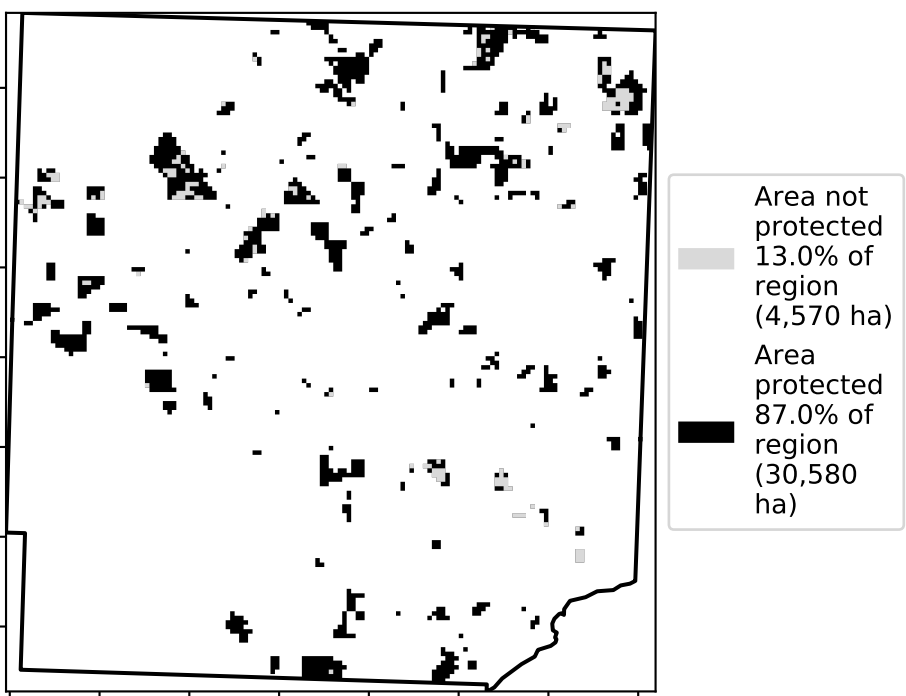 Area not
protected
13.0% of
region
(4,570 ha)
Area
protected
87.0% of
region
(30,580
ha)